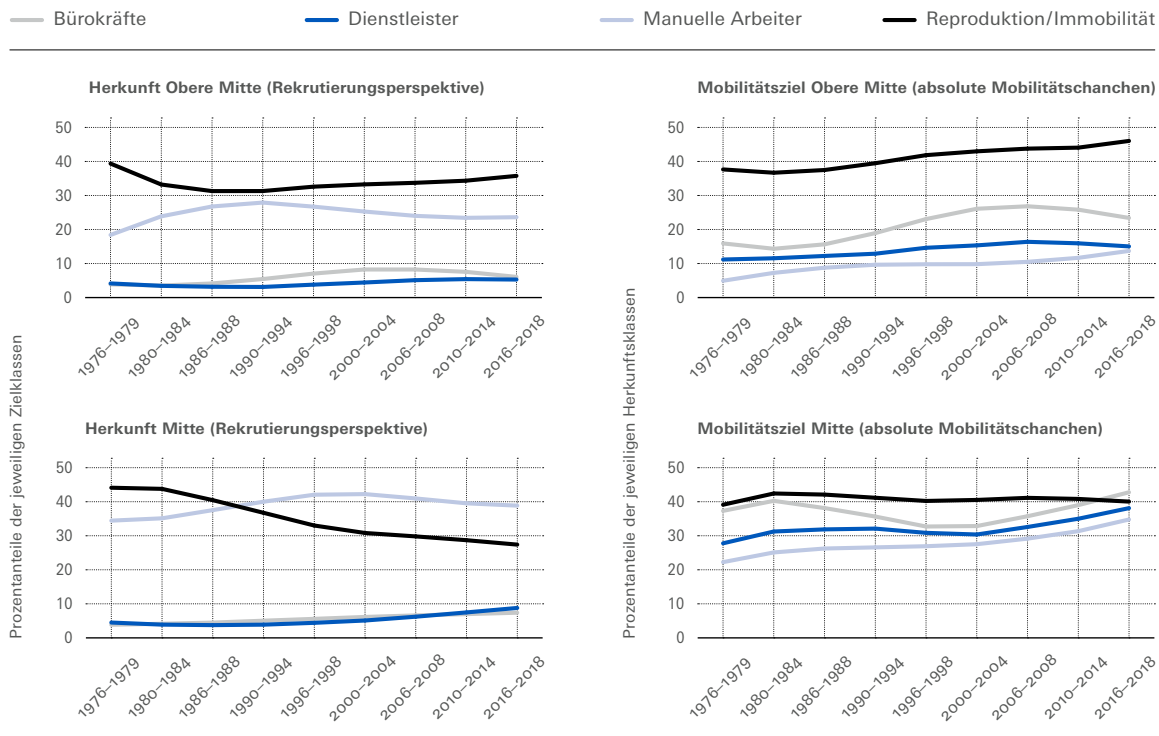 Bürokräfte Dienstleister Manuelle Arbeiter Reproduktion/Immobilität
Herkunft Obere Mitte (Rekrutierungsperspektive)
50
40
30
20
10
0
1976–1979 1980–1984 1986–1988 1990–1994 1996–1998 2000–2004 2006–2008 2010–2014 2016–2018
Mobilitätsziel Obere Mitte (absolute Mobilitätschanchen)
50
40
30
20
10
0
1976–1979 1980–1984 1986–1988 1990–1994 1996–1998 2000–2004 2006–2008 2010–2014 2016–2018
Prozentanteile der jeweiligen Zielklassen
Herkunft Mitte (Rekrutierungsperspektive)
50
40
30
20
10
0
1976–1979 1980–1984 1986–1988 1990–1994 1996–1998 2000–2004 2006–2008 2010–2014 2016–2018
Prozentanteile der jeweiligen Herkunftsklassen
Mobilitätsziel Mitte (absolute Mobilitätschanchen)
50
40
30
20
10
0
1976–1979 1980–1984 1986–1988 1990–1994 1996–1998 2000–2004 2006–2008 2010–2014 2016–2018